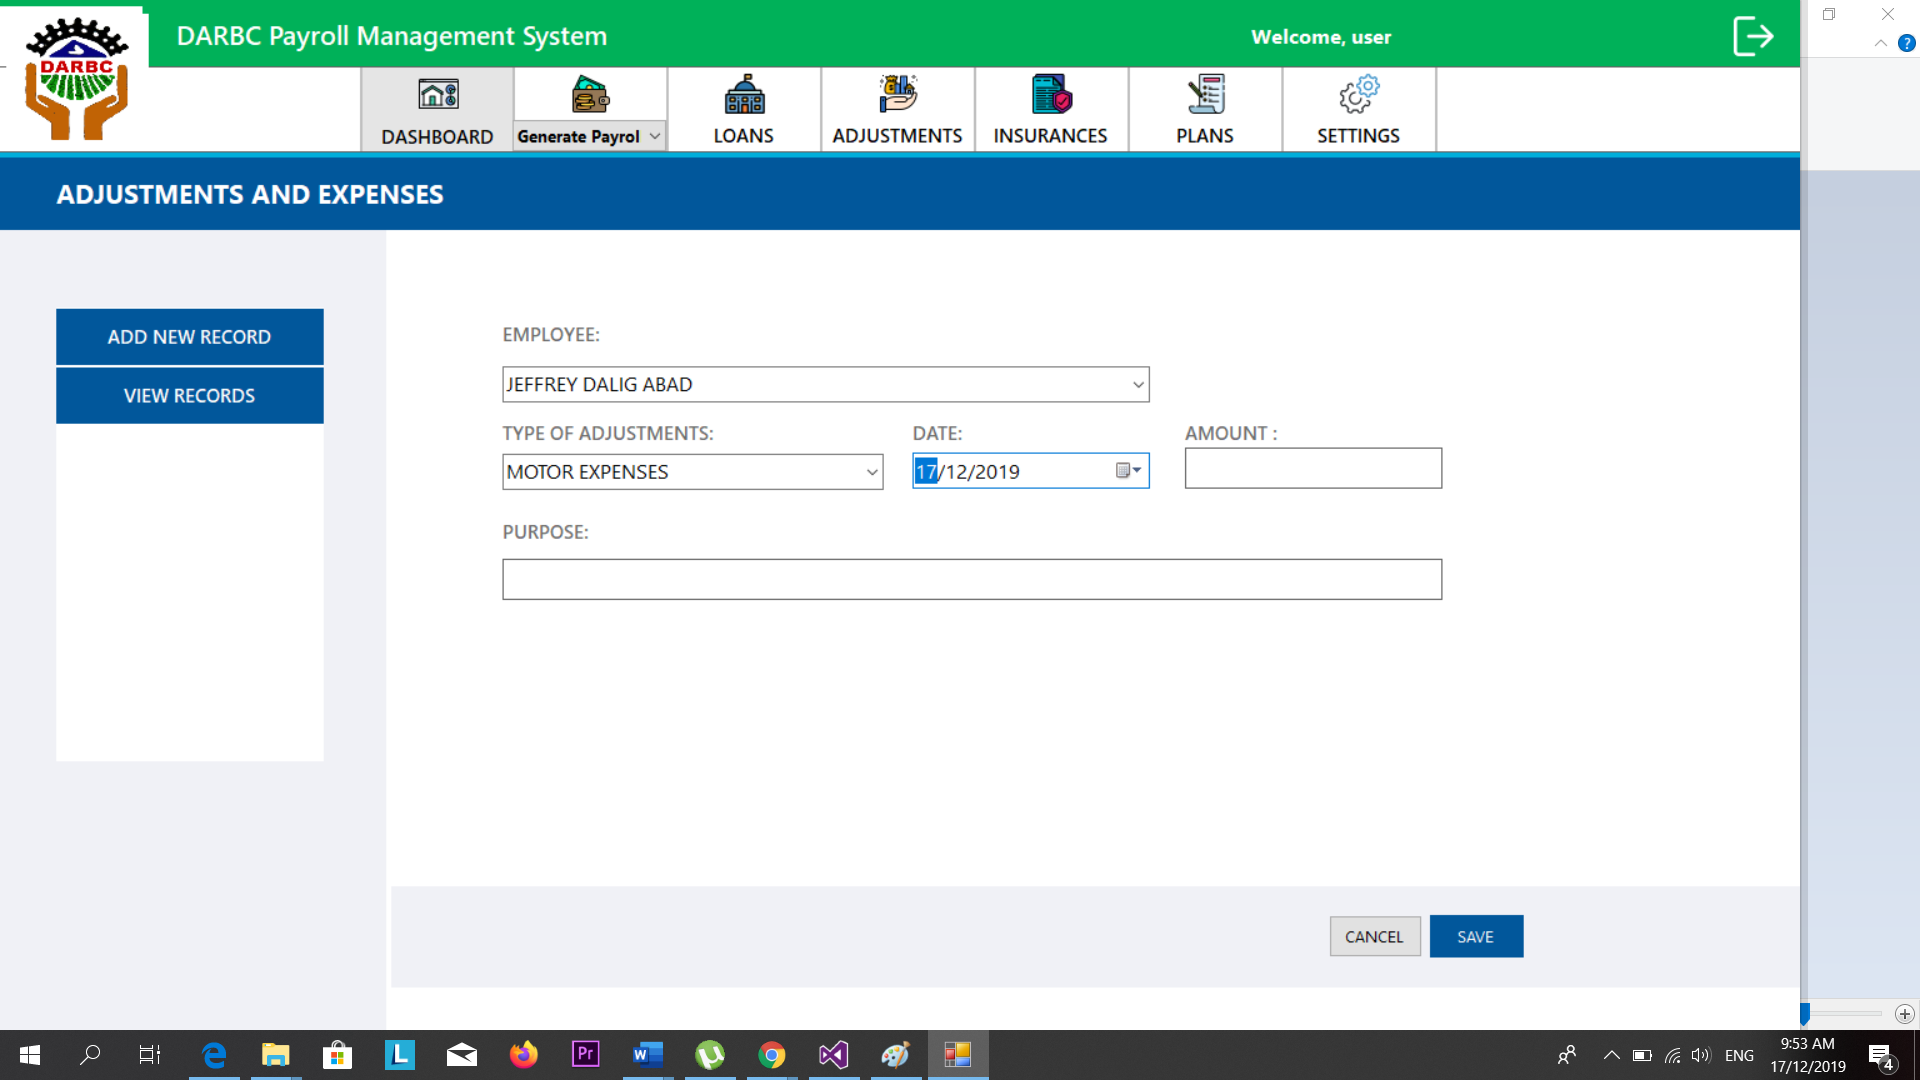 DARBC Payroll Management System
Welcome, user
DARBC
DASHBOARD
Generate Payrol
LOANS
ADJUSTMENTS
INSURANCES
PLANS
SETTINGS
ADJUSTMENTS AND EXPENSES
ADD NEW RECORD
VIEW RECORDS
EMPLOYEE:
JEFFREY DALIG ABAD
TYPE OF ADJUSTMENTS:
DATE:
AMOUNT :
MOTOR EXPENSES
17/12/2019
PURPOSE:
CANCEL
SAVE
L
Pr
W
ENG
9:53 AM
17/12/2019
4